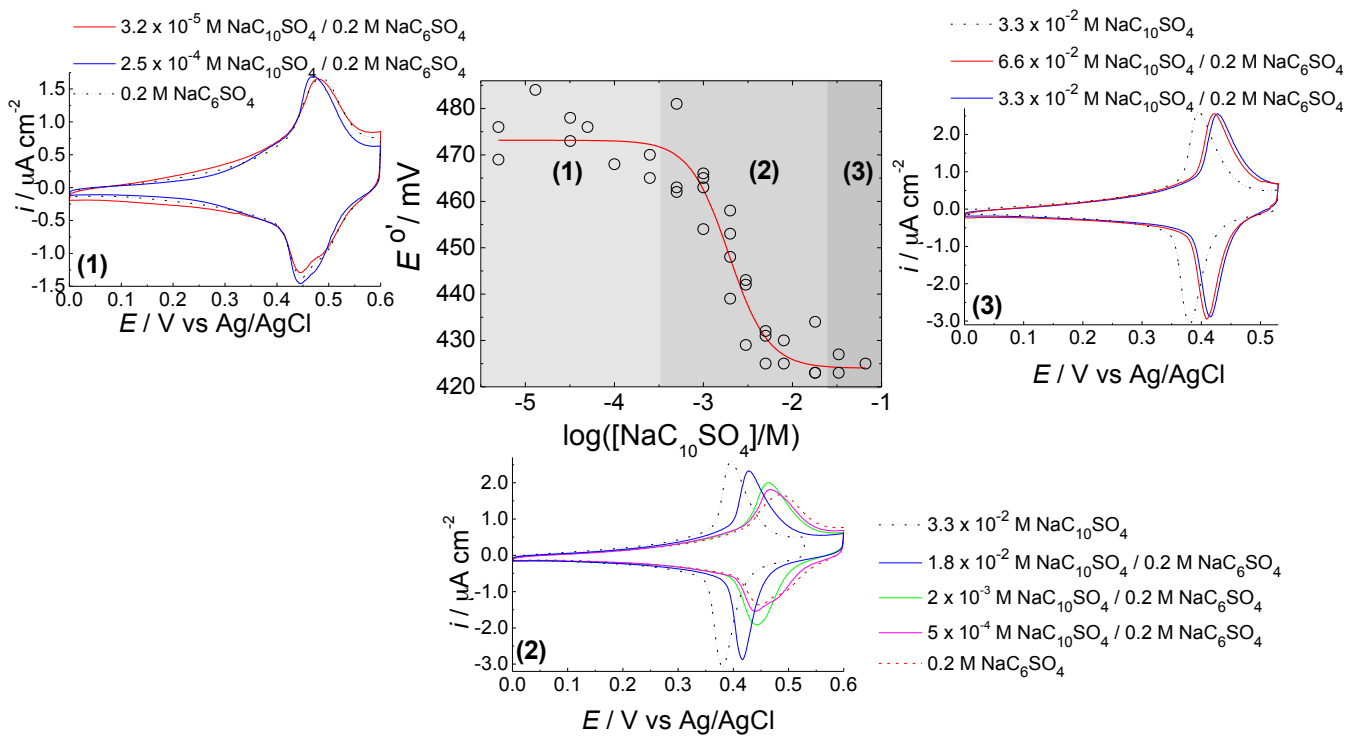 3.2 x 10⁻⁵ M NaC₁₀SO₄ / 0.2 M NaC₆SO₄
2.5 x 10⁻⁴ M NaC₁₀SO₄ / 0.2 M NaC₆SO₄
0.2 M NaC₆SO₄
1.5
1.0
0.5
0.0
-0.5
-1.0
-1.5
i / µA cm⁻²
(1)
0.0 0.1 0.2 0.3 0.4 0.5 0.6
E / V vs Ag/AgCl
480
470
460
450
440
430
420
E°' / mV
(1)
(2)
(3)
-5 -4 -3 -2 -1
log([NaC₁₀SO₄]/M)
3.3 x 10⁻² M NaC₁₀SO₄
6.6 x 10⁻² M NaC₁₀SO₄ / 0.2 M NaC₆SO₄
3.3 x 10⁻² M NaC₁₀SO₄ / 0.2 M NaC₆SO₄
2.0
1.0
0.0
-1.0
-2.0
-3.0
i / µA cm⁻²
(3)
0.0 0.1 0.2 0.3 0.4 0.5
E / V vs Ag/AgCl
2.0
1.0
0.0
-1.0
-2.0
-3.0
i / µA cm⁻²
(2)
0.0 0.1 0.2 0.3 0.4 0.5 0.6
E / V vs Ag/AgCl
3.3 x 10⁻² M NaC₁₀SO₄
1.8 x 10⁻² M NaC₁₀SO₄ / 0.2 M NaC₆SO₄
2 x 10⁻³ M NaC₁₀SO₄ / 0.2 M NaC₆SO₄
5 x 10⁻⁴ M NaC₁₀SO₄ / 0.2 M NaC₆SO₄
0.2 M NaC₆SO₄